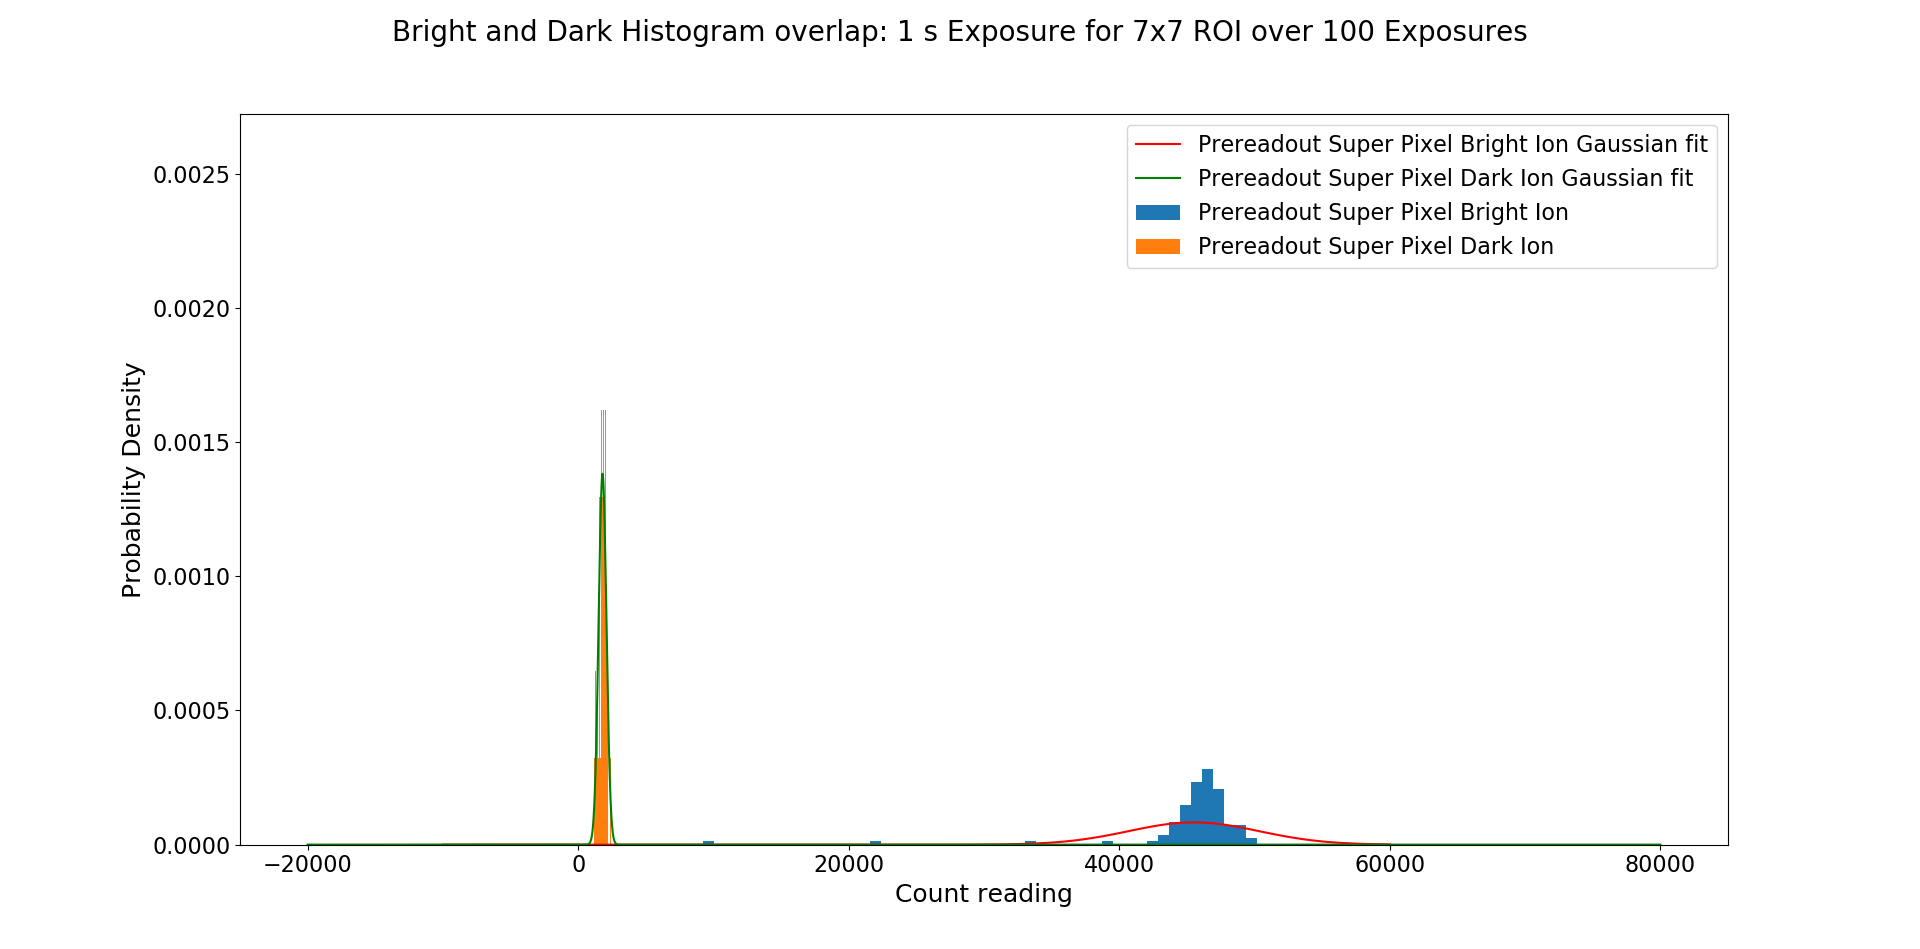 Bright and Dark Histogram overlap: 1 s Exposure for 7x7 ROI over 100 Exposures
Prereadout Super Pixel Bright Ion Gaussian fit
Prereadout Super Pixel Dark Ion Gaussian fit
Prereadout Super Pixel Bright Ion
Prereadout Super Pixel Dark Ion
Probability Density
0.0025
0.0020
0.0015
0.0010
0.0005
0.0000
−20000 0 20000 40000 60000 80000
Count reading